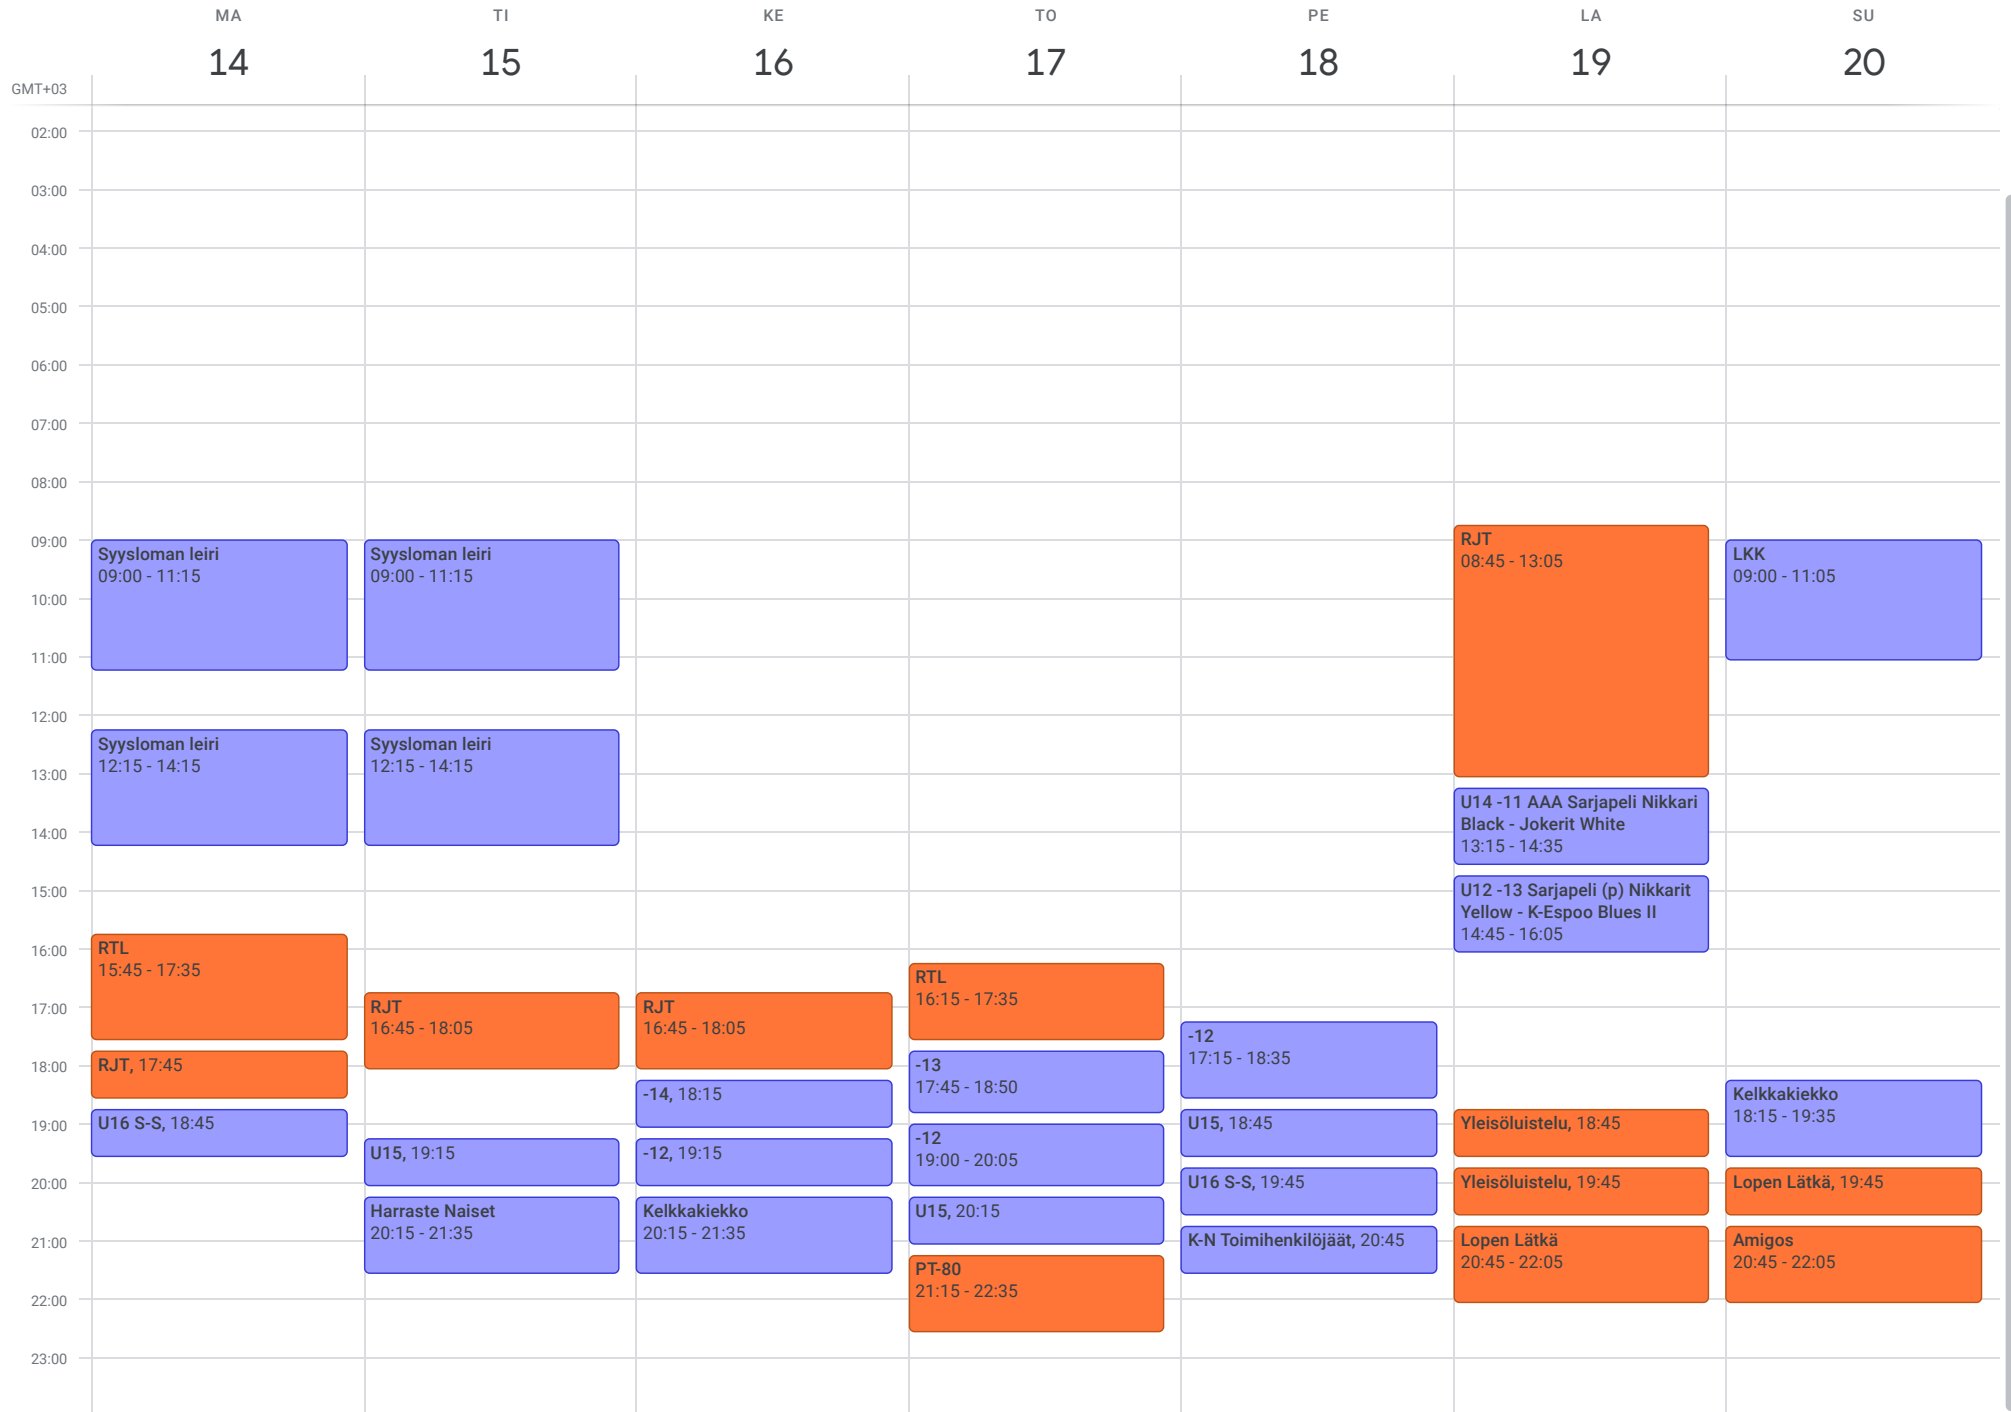 MA
TI
KE
TO
PE
LA
SU
14
15
16
17
18
19
20
GMT+03
02:00
03:00
04:00
05:00
06:00
07:00
08:00
09:00
10:00
11:00
12:00
13:00
14:00
15:00
16:00
17:00
18:00
19:00
20:00
21:00
22:00
23:00
Syysloman leiri
09:00 - 11:15
Syysloman leiri
12:15 - 14:15
RTL
15:45 - 17:35
RJT, 17:45
U16 S-S, 18:45
Syysloman leiri
09:00 - 11:15
Syysloman leiri
12:15 - 14:15
RJT
16:45 - 18:05
U15, 19:15
Harraste Naiset
20:15 - 21:35
RJT
16:45 - 18:05
-14, 18:15
-12, 19:15
Kelkkakiekko
20:15 - 21:35
RTL
16:15 - 17:35
-13
17:45 - 18:50
-12
19:00 - 20:05
U15, 20:15
PT-80
21:15 - 22:35
-12
17:15 - 18:35
U15, 18:45
U16 S-S, 19:45
K-N Toimihenkilöjäät, 20:45
RJT
08:45 - 13:05
U14 -11 AAA Sarjapeli Nikkari
Black - Jokerit White
13:15 - 14:35
U12 -13 Sarjapeli (p) Nikkarit
Yellow - K-Espoo Blues II
14:45 - 16:05
Yleisöluistelu, 18:45
Yleisöluistelu, 19:45
Lopen Lätkä
20:45 - 22:05
LKK
09:00 - 11:05
Kelkkakiekko
18:15 - 19:35
Lopen Lätkä, 19:45
Amigos
20:45 - 22:05